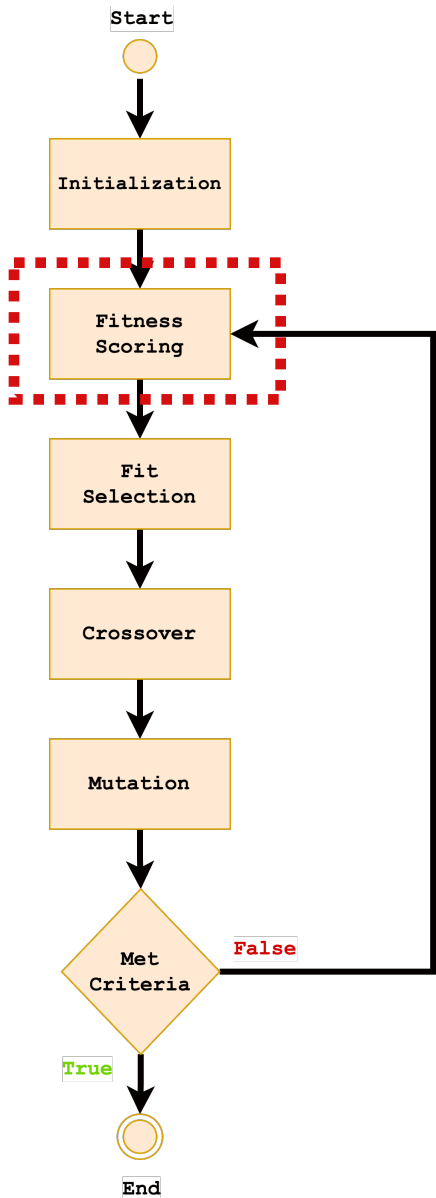 Start
Initialization
Fitness
Scoring
Fit
Selection
Crossover
Mutation
Met
Criteria
False
True
End